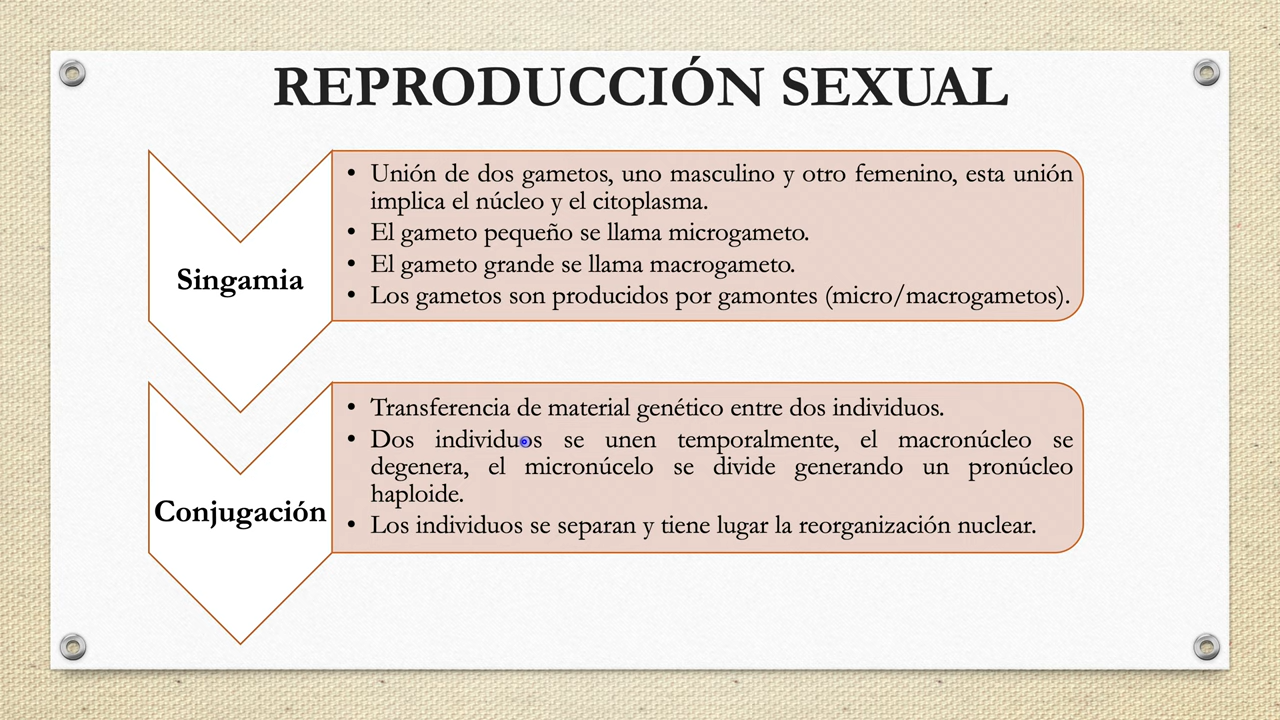 REPRODUCCIÓN SEXUAL
Singamia
• Unión de dos gametos, uno masculino y otro femenino, esta unión
implica el núcleo y el citoplasma.
• El gameto pequeño se llama microgameto.
• El gameto grande se llama macrogameto.
• Los gametos son producidos por gamontes (micro/macrogametos).
Conjugación
• Transferencia de material genético entre dos individuos.
• Dos individuos se unen temporalmente, el macronúcleo se
degenera, el micronúcelo se divide generando un pronúcleo
haploide.
• Los individuos se separan y tiene lugar la reorganización nuclear.